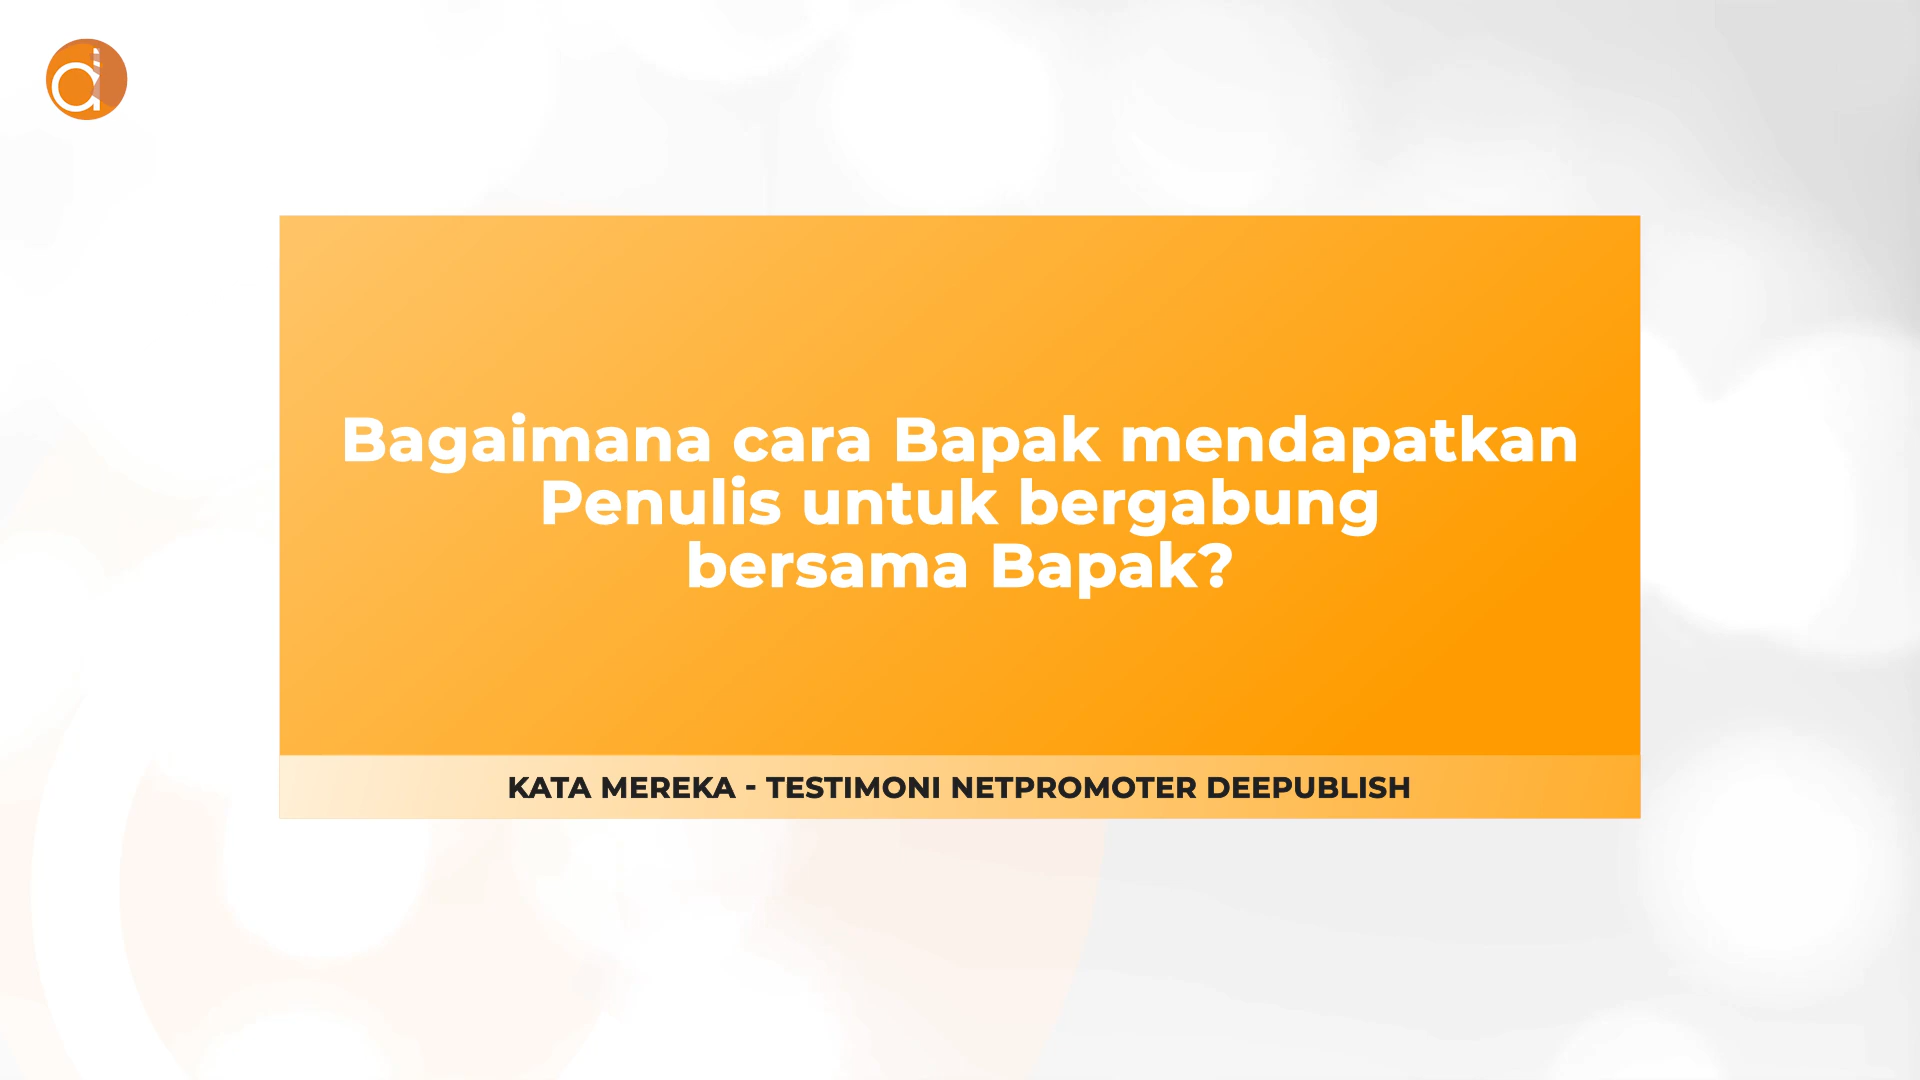 Bagaimana cara Bapak mendapatkan
Penulis untuk bergabung
bersama Bapak?
KATA MEREKA - TESTIMONI NETPROMOTER DEEPUBLISH